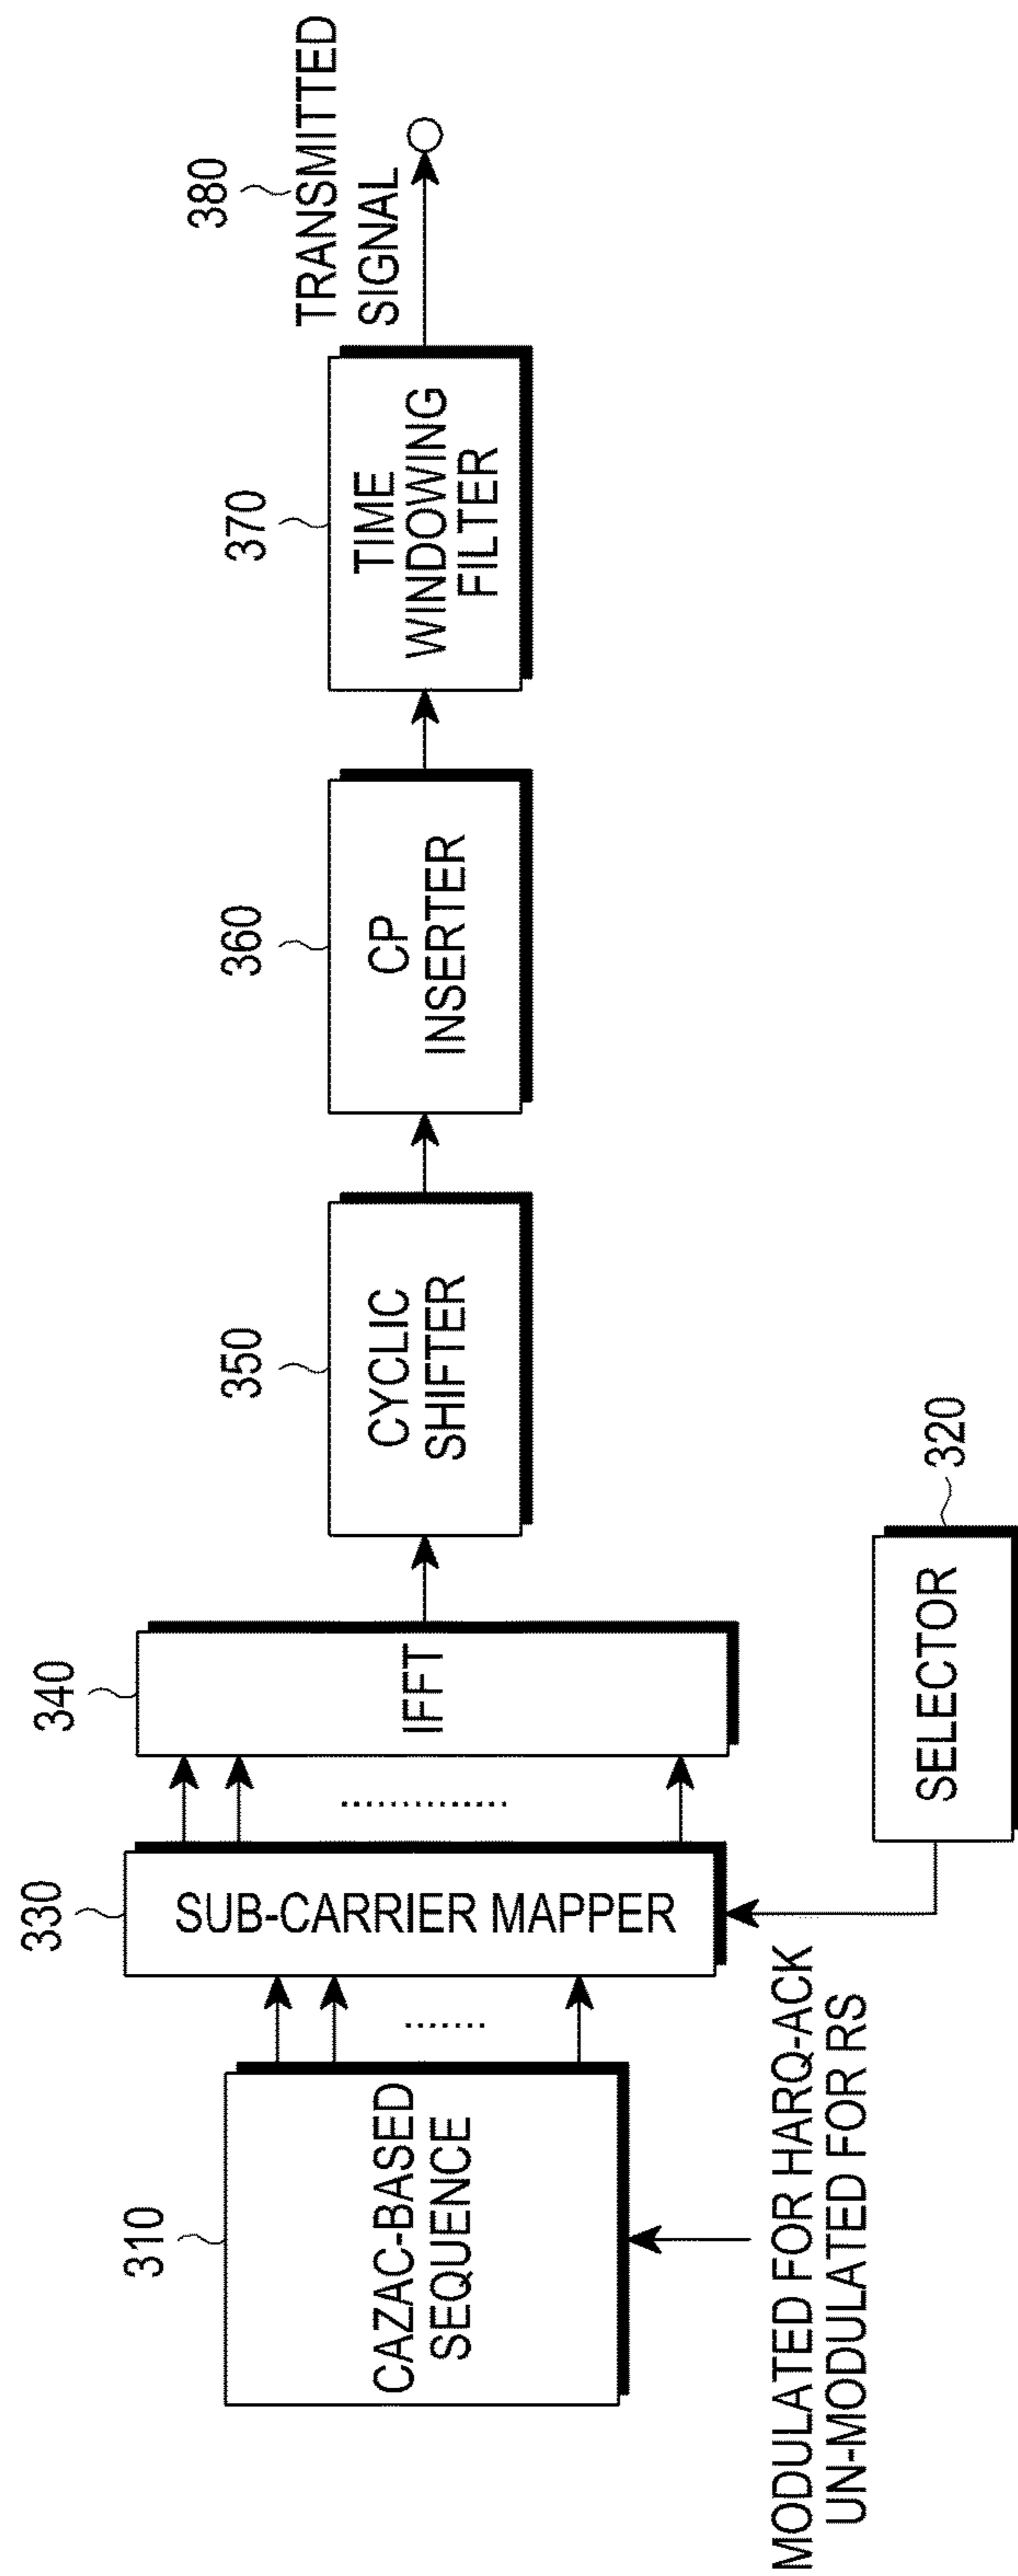 310
CAZAC-BASED
SEQUENCE
MODULATED FOR HARQ-ACK
UN-MODULATED FOR RS
330
SUB-CARRIER MAPPER
320
SELECTOR
340
IFFT
350
CYCLIC
SHIFTER
360
CP
INSERTER
370
TIME
WINDOWING
FILTER
380
TRANSMITTED
SIGNAL